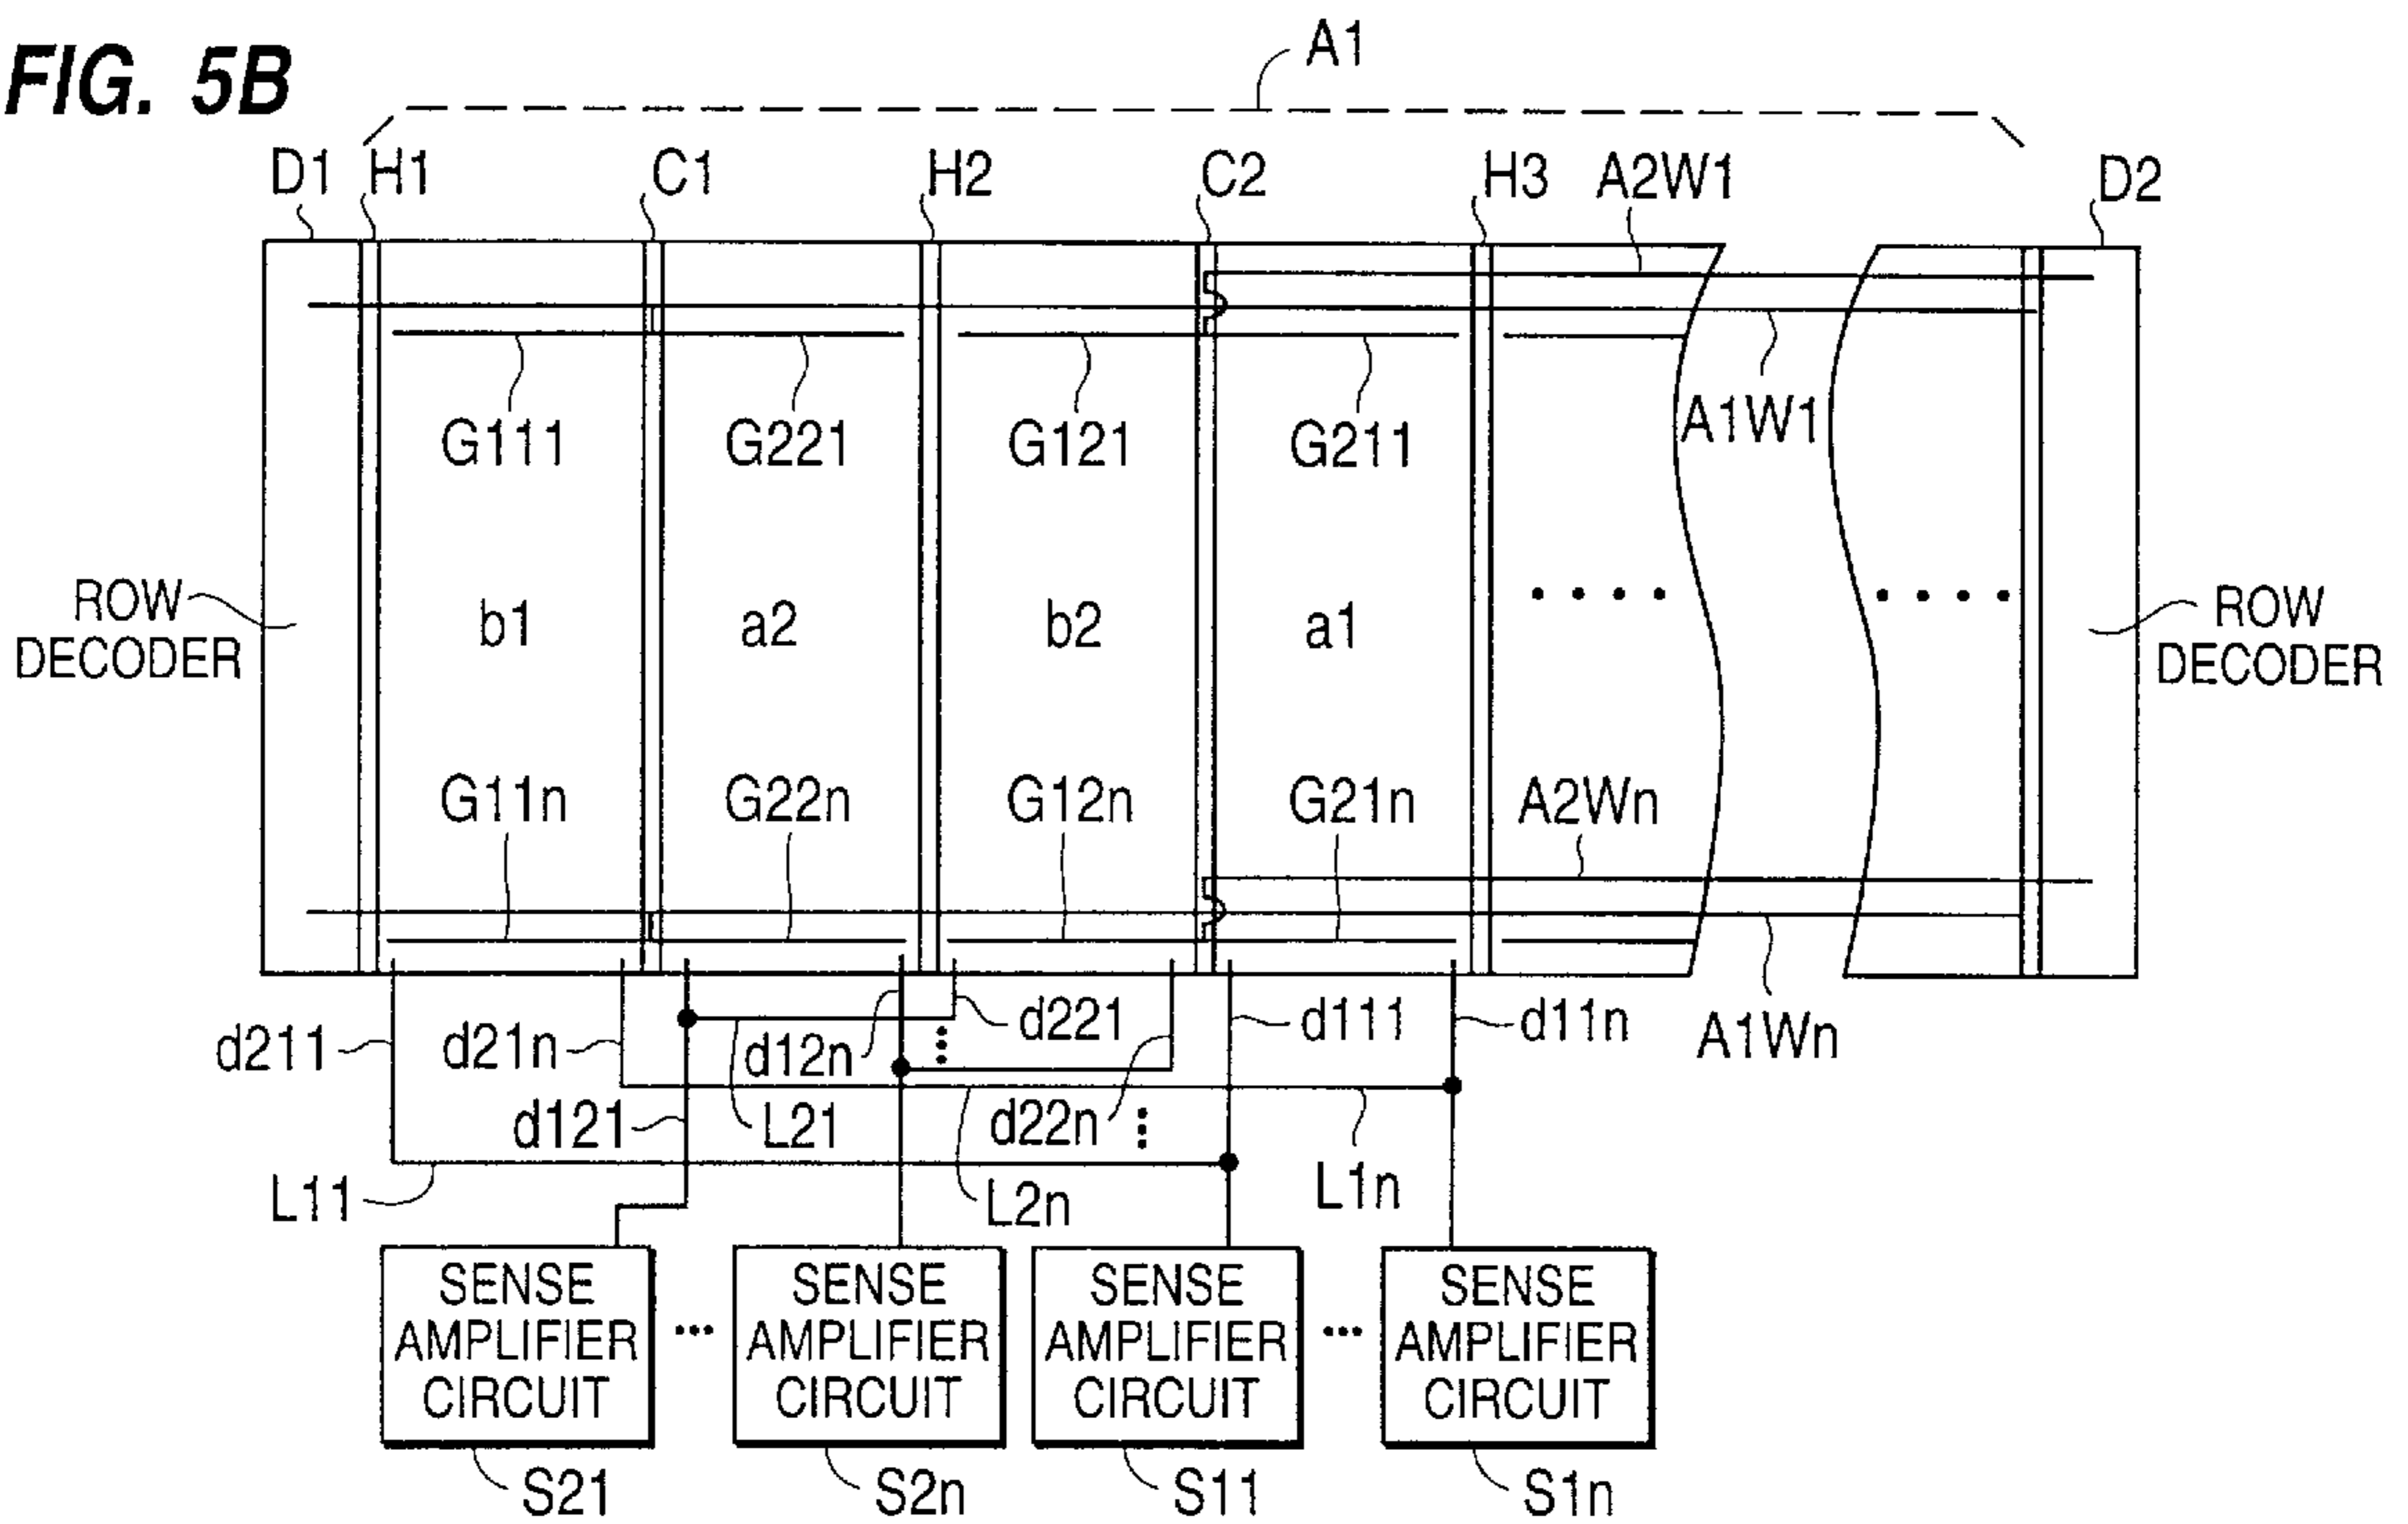 FIG. 5B
A1
D1 H1 C1 H2 C2 H3 A2W1 D2
G111 G221 G121 G211 A1W1
ROW
DECODER
b1 a2 b2 a1
ROW
DECODER
G11n G22n G12n G21n A2Wn
d211 d21n d12n d221 d111 d11n A1Wn
d121 L21 d22n
L11 L2n L1n
SENSE
AMPLIFIER
CIRCUIT
SENSE
AMPLIFIER
CIRCUIT
SENSE
AMPLIFIER
CIRCUIT
SENSE
AMPLIFIER
CIRCUIT
S21 S2n S11 S1n